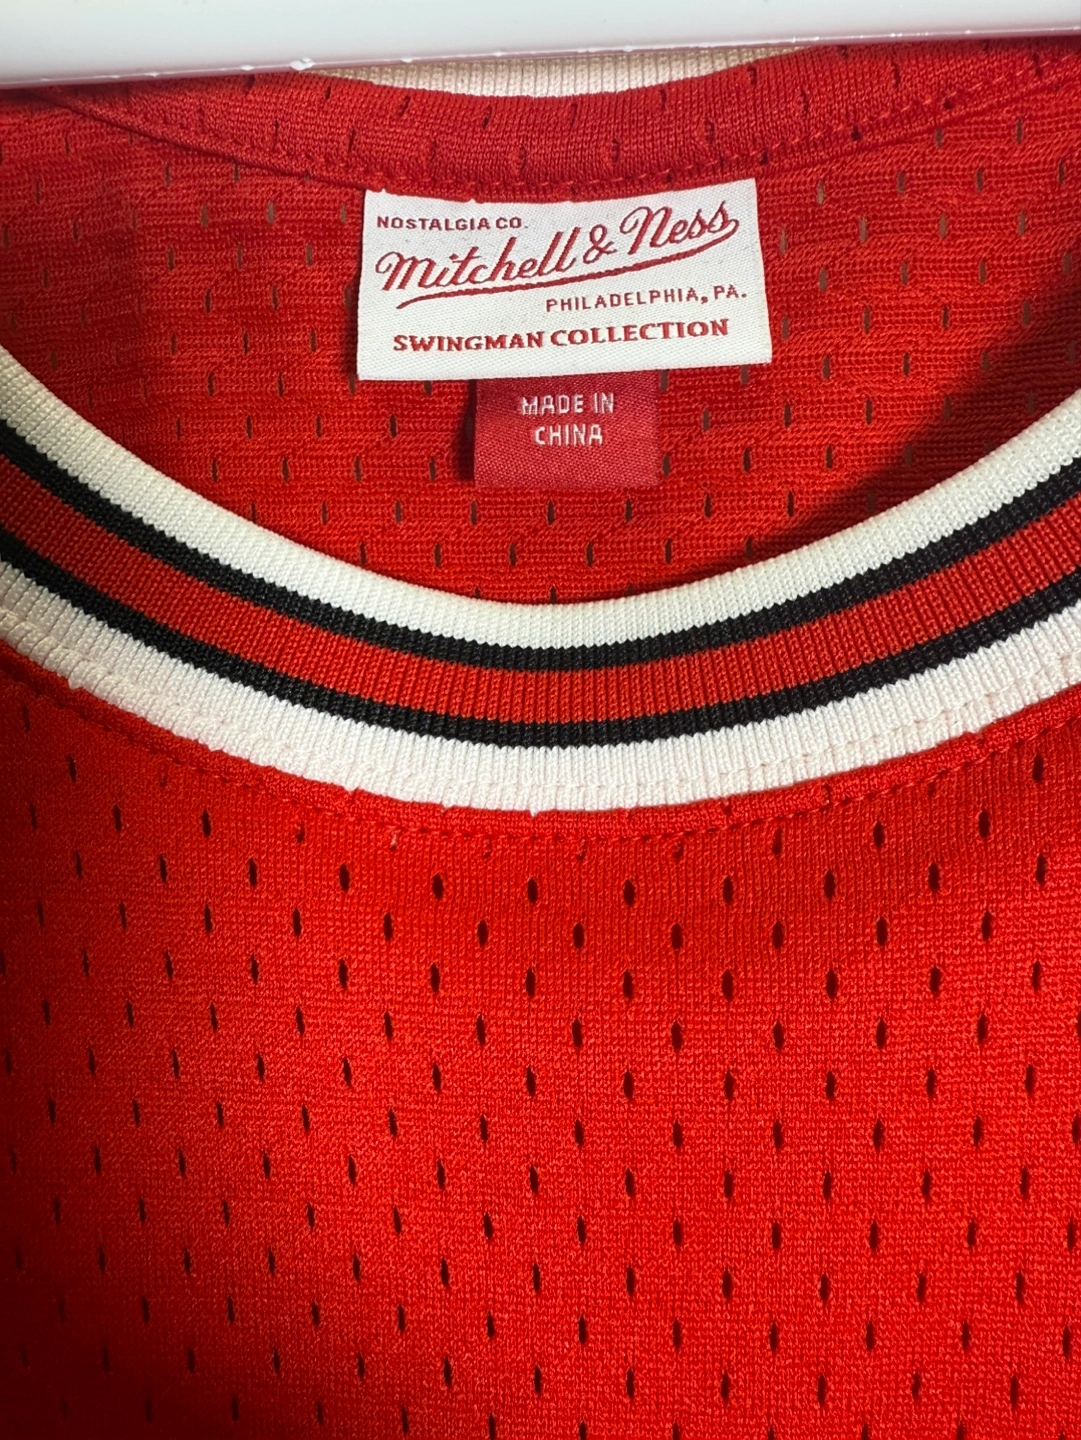 NOSTALGIA CO.
Mitchell & Ness
PHILADELPHIA, PA.
SWINGMAN COLLECTION
MADE IN
CHINA